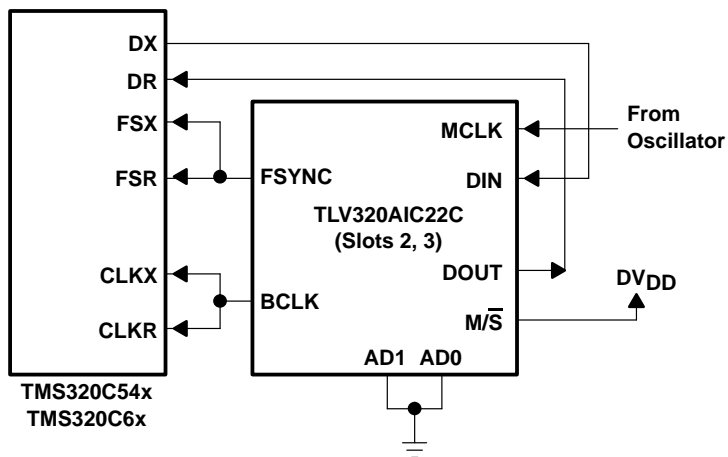 DX
DR
FSX
FSR
CLKX
CLKR
TMS320C54x
TMS320C6x
FSYNC
BCLK
TLV320AIC22C
(Slots 2, 3)
MCLK
DIN
DOUT
M/S̅
AD1 AD0
From
Oscillator
DVDD